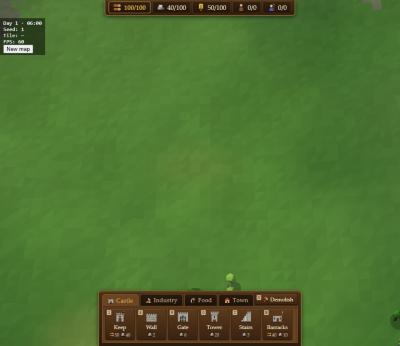 100/100 40/100 50/100 0/0 0/0
Day 1 - 06:00
Seed: 1
Tile: —
FPS: 60
New map
Castle Industry Food Town Demolish
Keep Wall Gate Tower Stairs Barracks